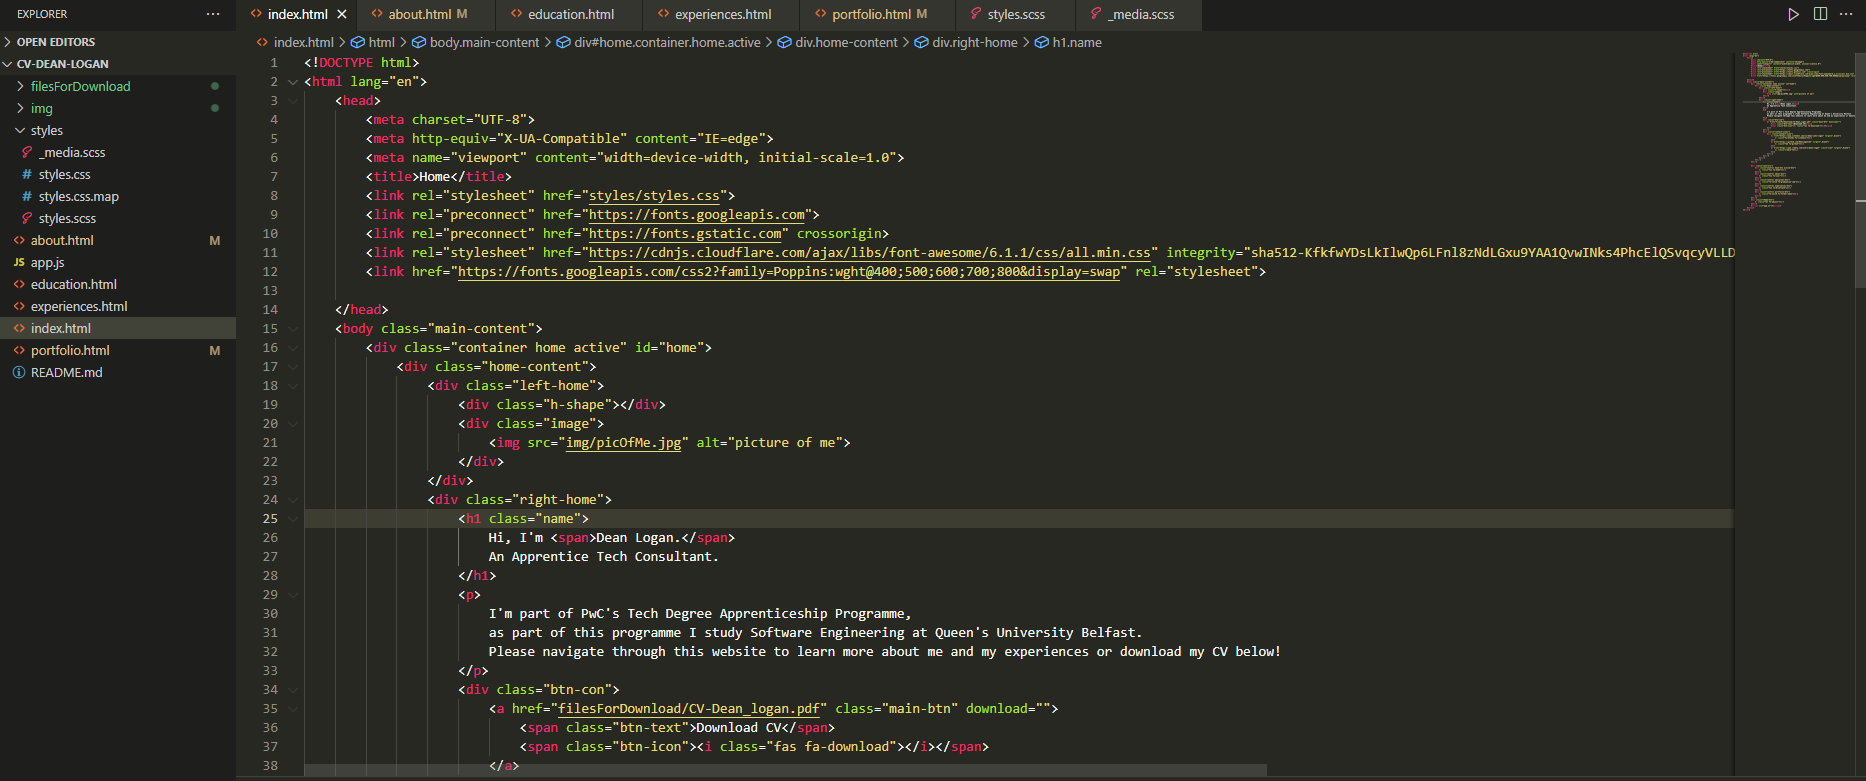 EXPLORER ···
index.html
about.html M
education.html
experiences.html
portfolio.html M
styles.scss
_media.scss
OPEN EDITORS
CV-DEAN-LOGAN
filesForDownload
img
styles
_media.scss
# styles.css
# styles.css.map
styles.scss
about.html M
JS app.js
education.html
experiences.html
index.html
portfolio.html M
README.md
index.html > html > body.main-content > div#home.container.home.active > div.home-content > div.right-home > h1.name
1 <!DOCTYPE html>
2 <html lang="en">
3 <head>
4 <meta charset="UTF-8">
5 <meta http-equiv="X-UA-Compatible" content="IE=edge">
6 <meta name="viewport" content="width=device-width, initial-scale=1.0">
7 <title>Home</title>
8 <link rel="stylesheet" href="styles/styles.css">
9 <link rel="preconnect" href="https://fonts.googleapis.com">
10 <link rel="preconnect" href="https://fonts.gstatic.com" crossorigin>
11 <link rel="stylesheet" href="https://cdnjs.cloudflare.com/ajax/libs/font-awesome/6.1.1/css/all.min.css" integrity="sha512-KfkfwYDsLkIlwQp6LFnl8zNdLGxu9YAA1QvwINks4PhcElQSvqcyVLLD
12 <link href="https://fonts.googleapis.com/css2?family=Poppins:wght@400;500;600;700;800&display=swap" rel="stylesheet">
13
14 </head>
15 <body class="main-content">
16 <div class="container home active" id="home">
17 <div class="home-content">
18 <div class="left-home">
19 <div class="h-shape"></div>
20 <div class="image">
21 <img src="img/picOfMe.jpg" alt="picture of me">
22 </div>
23 </div>
24 <div class="right-home">
25 <h1 class="name">
26 Hi, I'm <span>Dean Logan.</span>
27 An Apprentice Tech Consultant.
28 </h1>
29 <p>
30 I'm part of PwC's Tech Degree Apprenticeship Programme,
31 as part of this programme I study Software Engineering at Queen's University Belfast.
32 Please navigate through this website to learn more about me and my experiences or download my CV below!
33 </p>
34 <div class="btn-con">
35 <a href="filesForDownload/CV-Dean_logan.pdf" class="main-btn" download="">
36 <span class="btn-text">Download CV</span>
37 <span class="btn-icon"><i class="fas fa-download"></i></span>
38 </a>